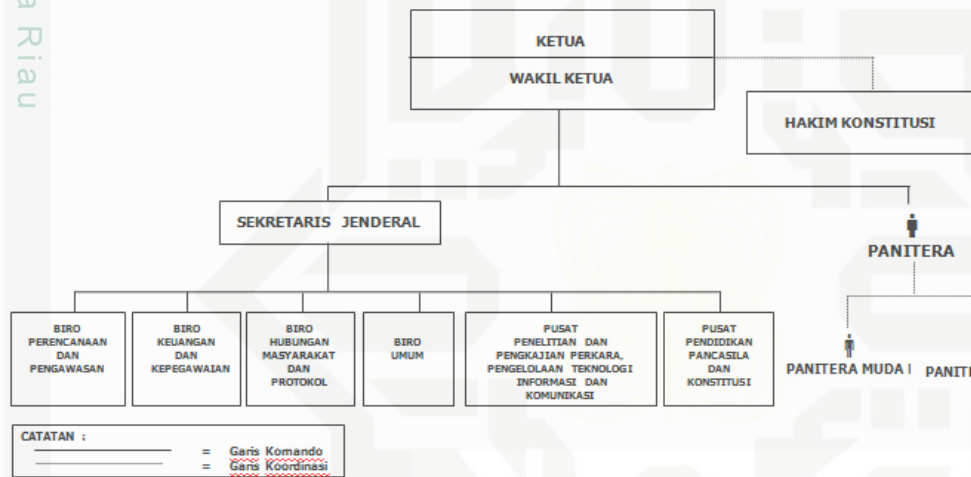 a Riau
KETUA
WAKIL KETUA
HAKIM KONSTITUSI
SEKRETARIS JENDERAL
PANITERA
BIRO
PERENCANAAN
DAN
PENGAWASAN
BIRO
KEUANGAN
DAN
KEPEGAWAIAN
BIRO
HUBUNGAN
MASYARAKAT
DAN
PROTOKOL
BIRO
UMUM
PUSAT
PENELITIAN DAN
PENGKAJIAN PERKARA,
PENGELOLAAN TEKNOLOGI
INFORMASI DAN
KOMUNIKASI
PUSAT
PENDIDIKAN
PANCASILA
DAN
KONSTITUSI
PANITERA MUDA I
CATATAN :
= Garis Komando
= Garis Koordinasi